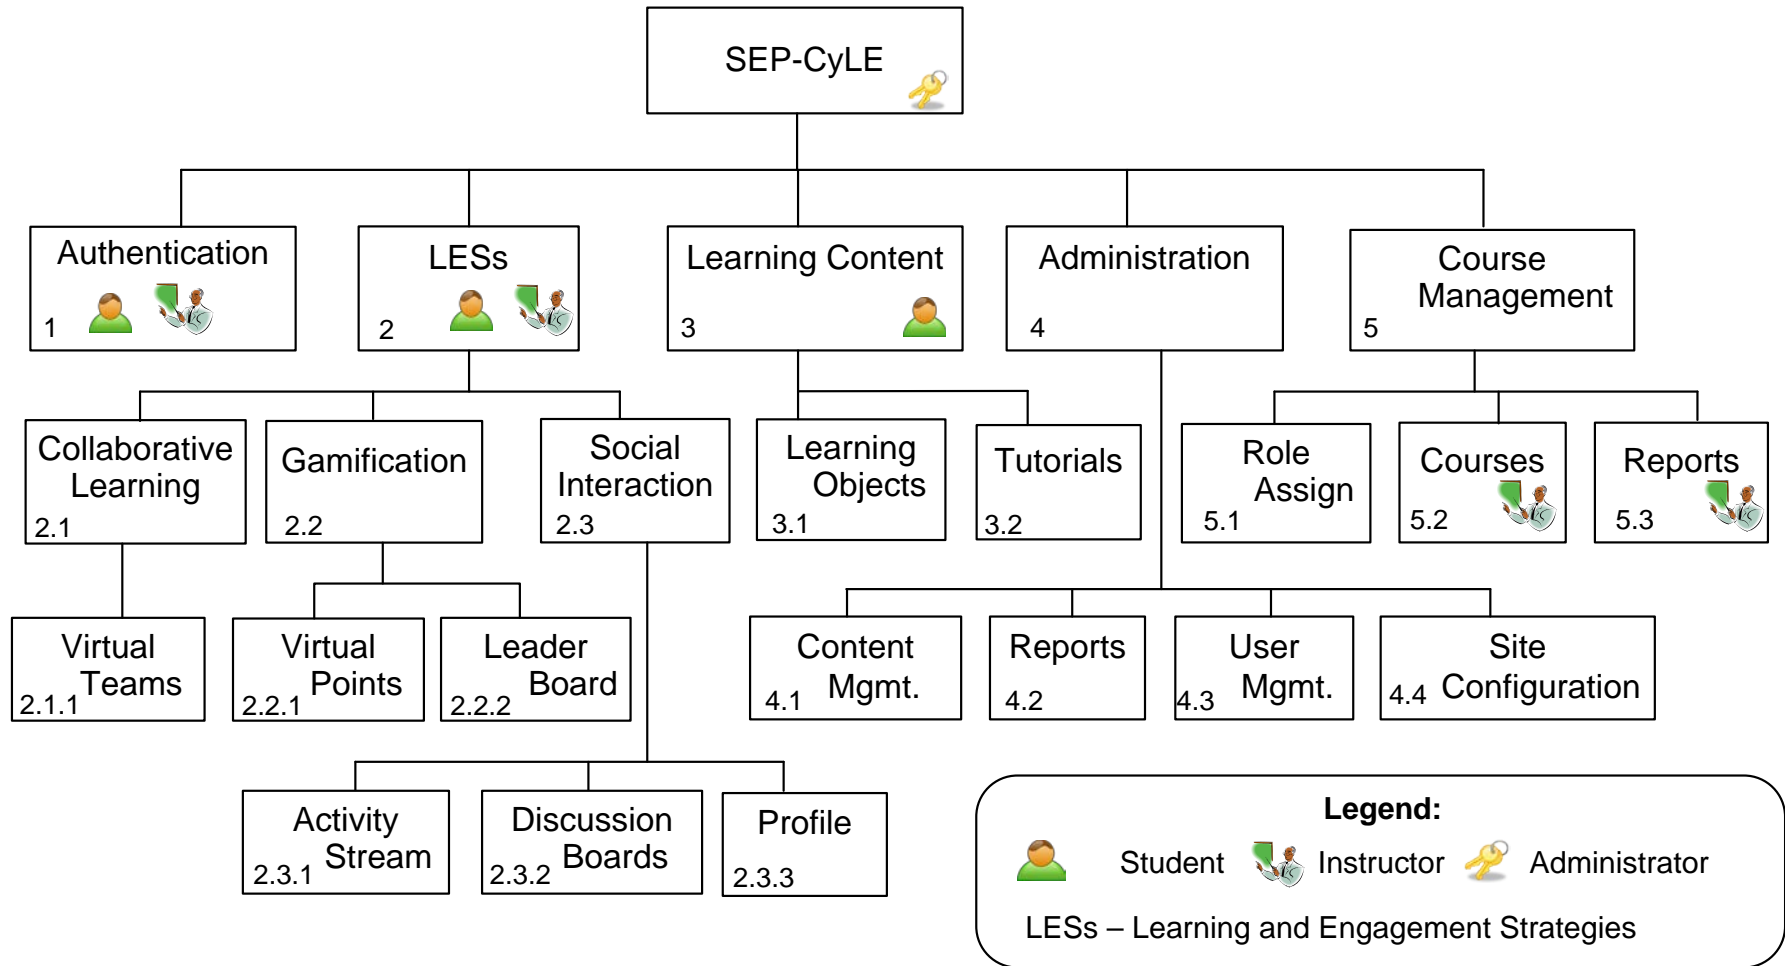 SEP-CyLE
Authentication
1
LESs
2
Learning Content
3
Administration
4
Course
Management
5
Collaborative
Learning
2.1
Gamification
2.2
Social
Interaction
2.3
Learning
Objects
3.1
Tutorials
3.2
Role
Assign
5.1
Courses
5.2
Reports
5.3
Virtual
Teams
2.1.1
Virtual
Points
2.2.1
Leader
Board
2.2.2
Content
Mgmt.
4.1
Reports
4.2
User
Mgmt.
4.3
Site
Configuration
4.4
Activity
Stream
2.3.1
Discussion
Boards
2.3.2
Profile
2.3.3
Legend:
Student Instructor Administrator
LESs – Learning and Engagement Strategies